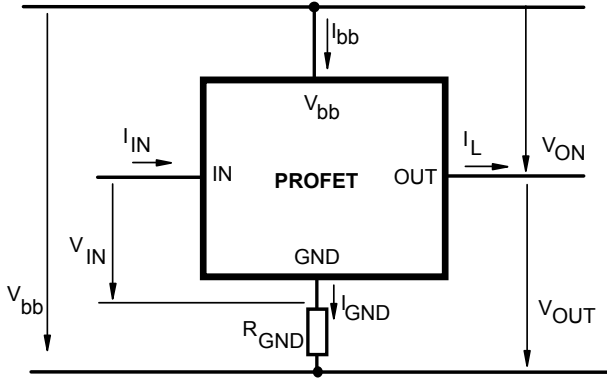 Ibb
Vbb
IIN
IL
VON
IN
PROFET
OUT
VIN
GND
Vbb
IGND
VOUT
RGND